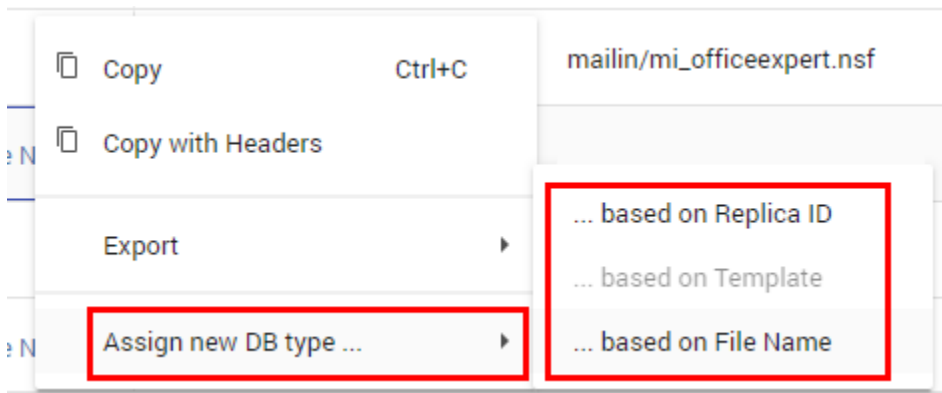 Copy Ctrl+C
mailin/mi_officeexpert.nsf
Copy with Headers
e N
... based on Replica ID
Export
... based on Template
Assign new DB type ...
... based on File Name
e N